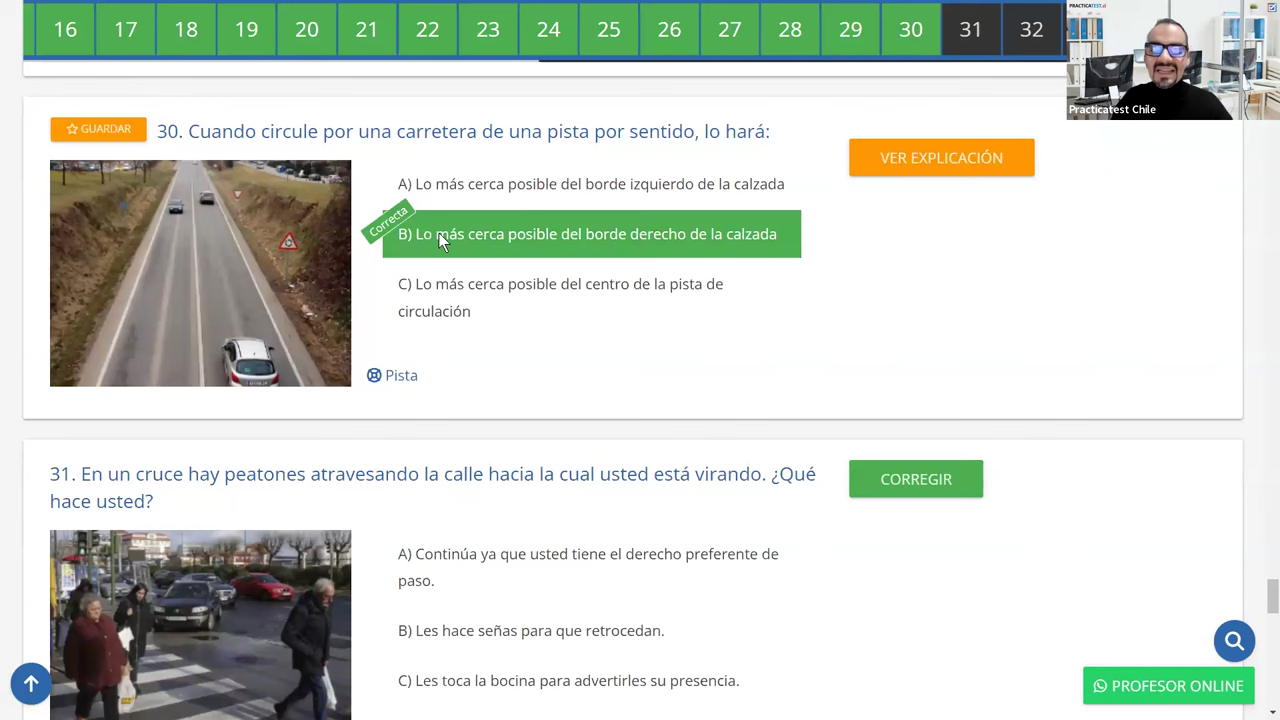 16 17 18 19 20 21 22 23 24 25 26 27 28 29 30 31 32
PRACTICATEST.cl
Practicatest Chile
GUARDAR
30. Cuando circule por una carretera de una pista por sentido, lo hará:
VER EXPLICACIÓN
A) Lo más cerca posible del borde izquierdo de la calzada
Correcta
B) Lo más cerca posible del borde derecho de la calzada
C) Lo más cerca posible del centro de la pista de
circulación
Pista
31. En un cruce hay peatones atravesando la calle hacia la cual usted está virando. ¿Qué
hace usted?
CORREGIR
A) Continúa ya que usted tiene el derecho preferente de
paso.
B) Les hace señas para que retrocedan.
C) Les toca la bocina para advertirles su presencia.
PROFESOR ONLINE